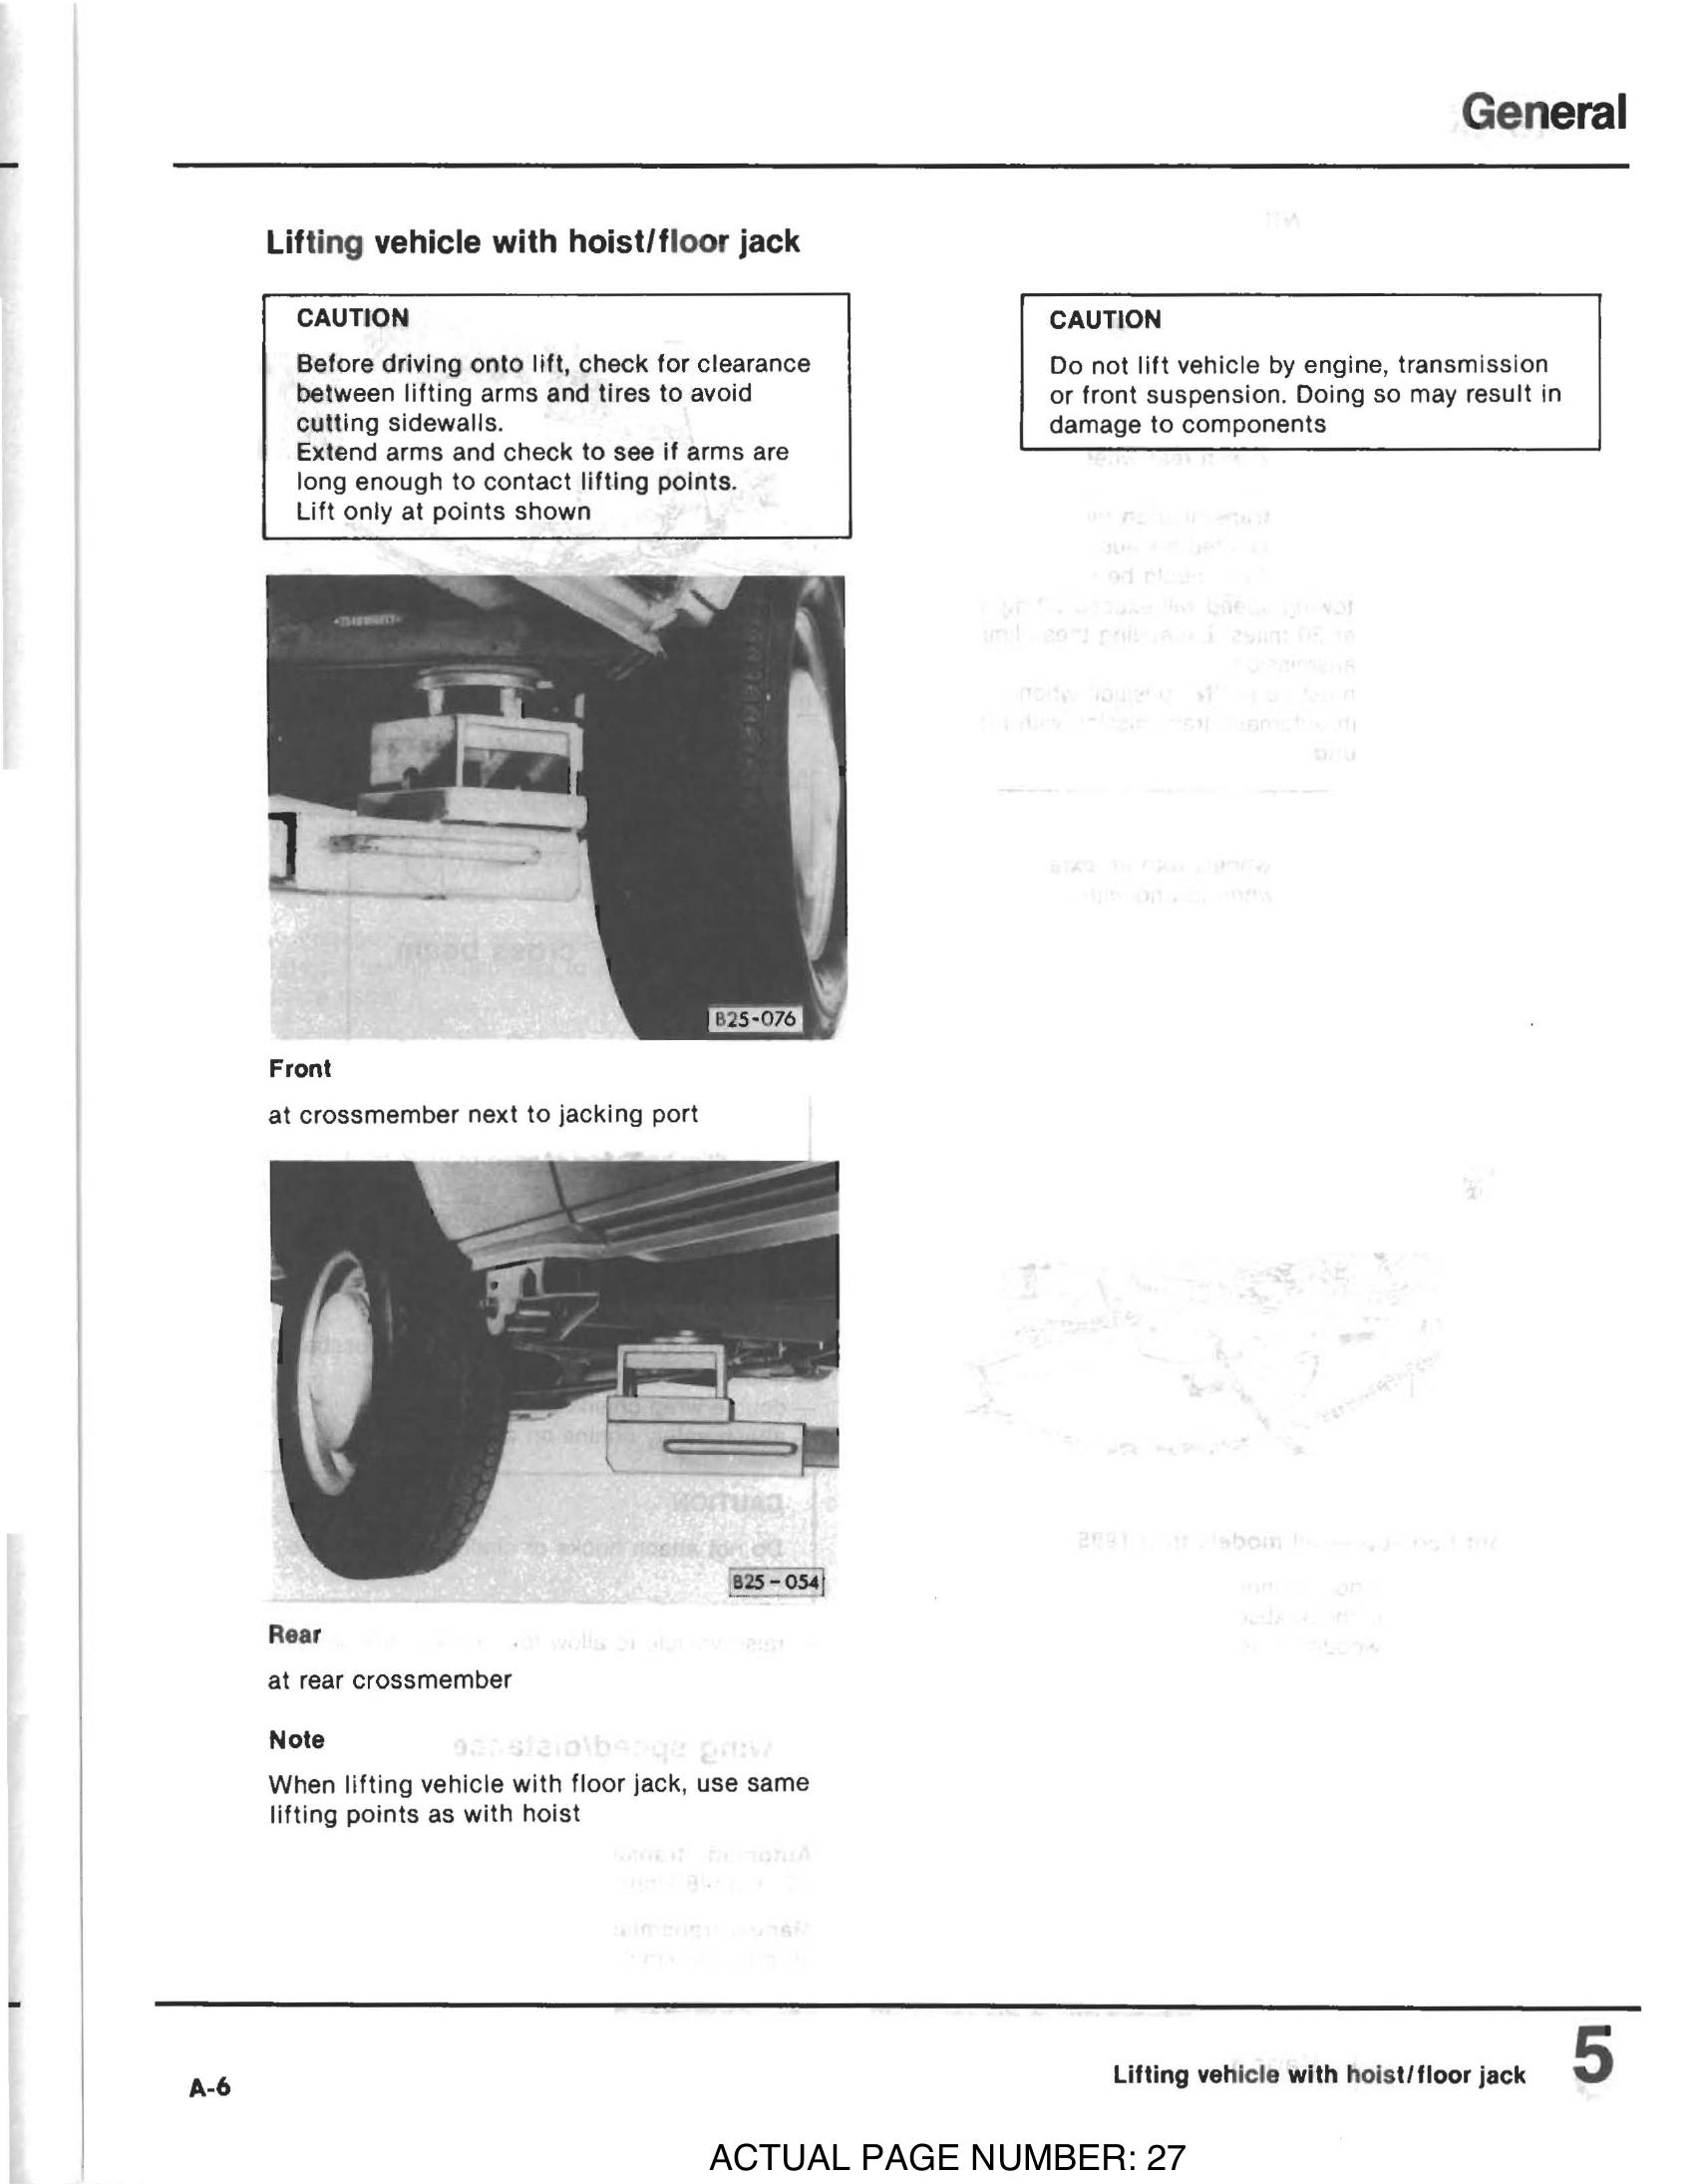 General
Lifting vehicle with hoist/floor jack
CAUTION
Before driving onto lift, check for clearance
between lifting arms and tires to avoid
cutting sidewalls.
Extend arms and check to see if arms are
long enough to contact lifting points.
Lift only at points shown
B25-076
Front
at crossmember next to jacking port
B25-054
Rear
at rear crossmember
Note
When lifting vehicle with floor jack, use same
lifting points as with hoist
CAUTION
Do not lift vehicle by engine, transmission
or front suspension. Doing so may result in
damage to components
A-6
Lifting vehicle with hoist/floor jack
5
ACTUAL PAGE NUMBER: 27